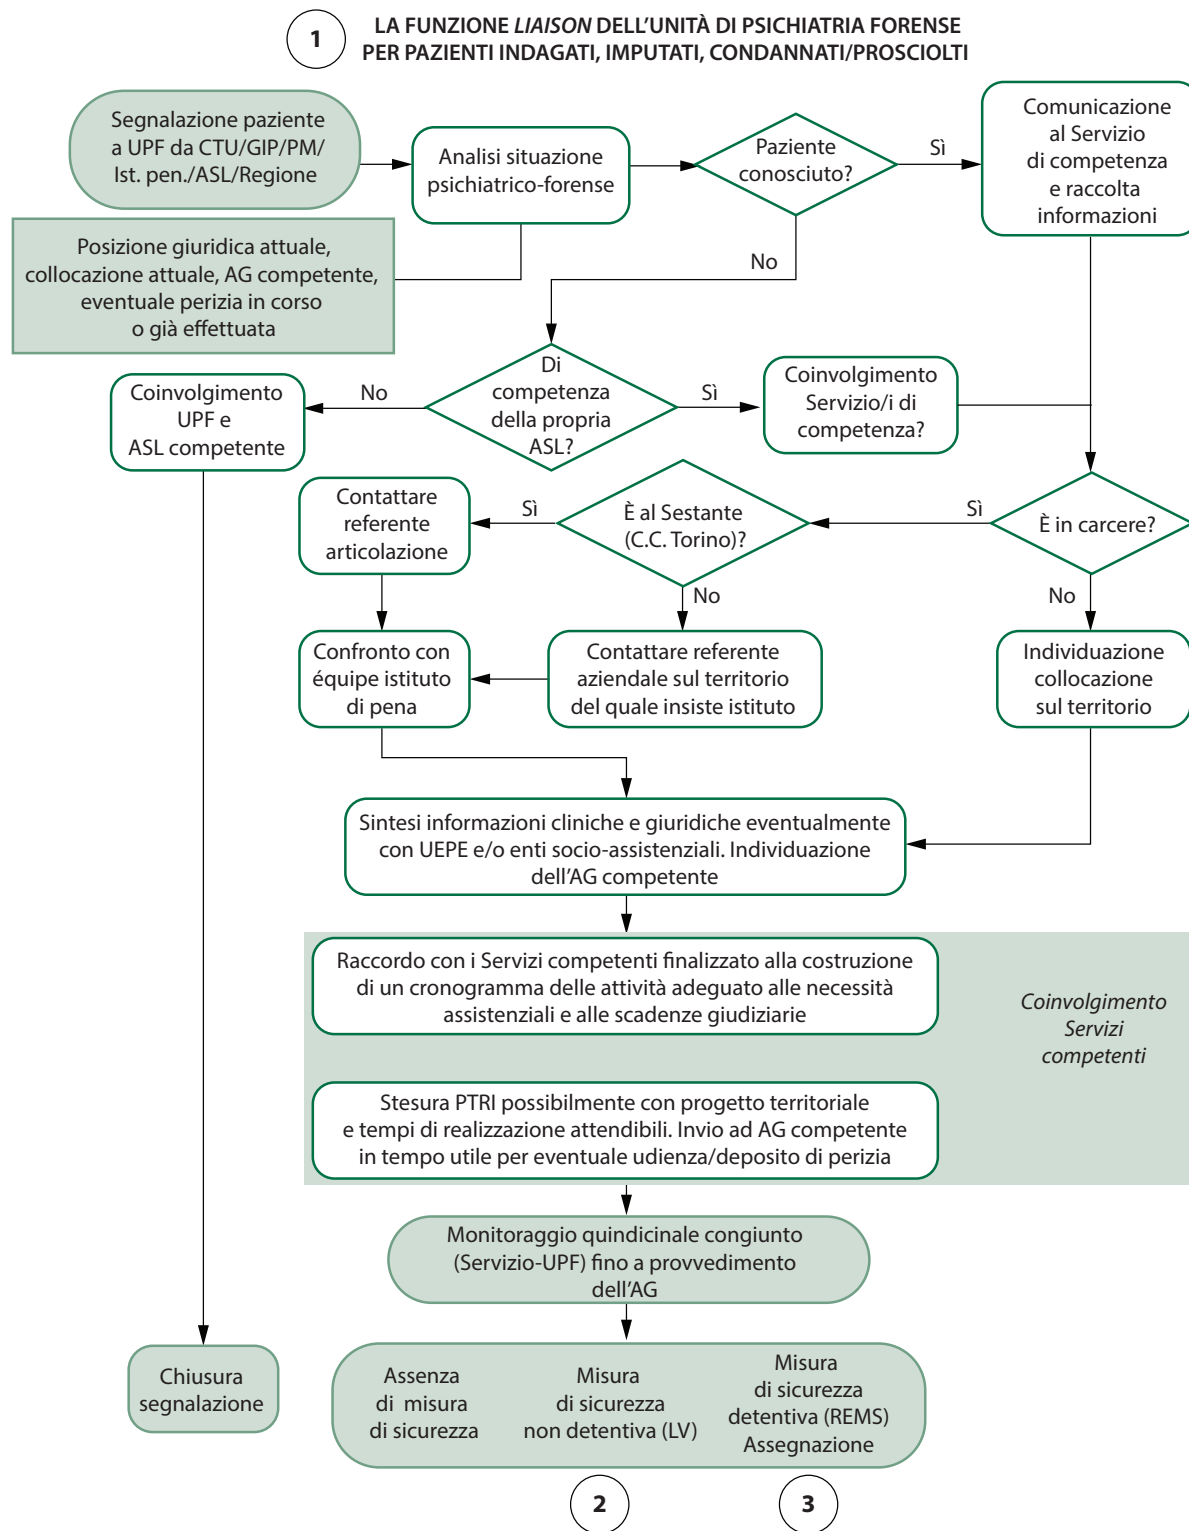 1
LA FUNZIONE LIAISON DELL'UNITÀ DI PSICHIATRIA FORENSE
PER PAZIENTI INDAGATI, IMPUTATI, CONDANNATI/PROSCIOLTI
Segnalazione paziente
a UPF da CTU/GIP/PM/
Ist. pen./ASL/Regione
Analisi situazione
psichiatrico-forense
Paziente
conosciuto?
Sì
Comunicazione
al Servizio
di competenza
e raccolta
informazioni
Posizione giuridica attuale,
collocazione attuale, AG competente,
eventuale perizia in corso
o già effettuata
No
Coinvolgimento
UPF e
ASL competente
No
Di
competenza
della propria
ASL?
Sì
Coinvolgimento
Servizio/i di
competenza?
Contattare
referente
articolazione
Sì
È al Sestante
(C.C. Torino)?
Sì
È in carcere?
No
No
Confronto con
équipe istituto
di pena
Contattare referente
aziendale sul territorio
del quale insiste istituto
Individuazione
collocazione
sul territorio
Sintesi informazioni cliniche e giuridiche eventualmente
con UEPE e/o enti socio-assistenziali. Individuazione
dell'AG competente
Raccordo con i Servizi competenti finalizzato alla costruzione
di un cronogramma delle attività adeguato alle necessità
assistenziali e alle scadenze giudiziarie
Coinvolgimento
Servizi
competenti
Stesura PTRI possibilmente con progetto territoriale
e tempi di realizzazione attendibili. Invio ad AG competente
in tempo utile per eventuale udienza/deposito di perizia
Monitoraggio quindicinale congiunto
(Servizio-UPF) fino a provvedimento
dell'AG
Chiusura
segnalazione
Assenza
di misura
di sicurezza
Misura
di sicurezza
non detentiva (LV)
Misura
di sicurezza
detentiva (REMS)
Assegnazione
2
3